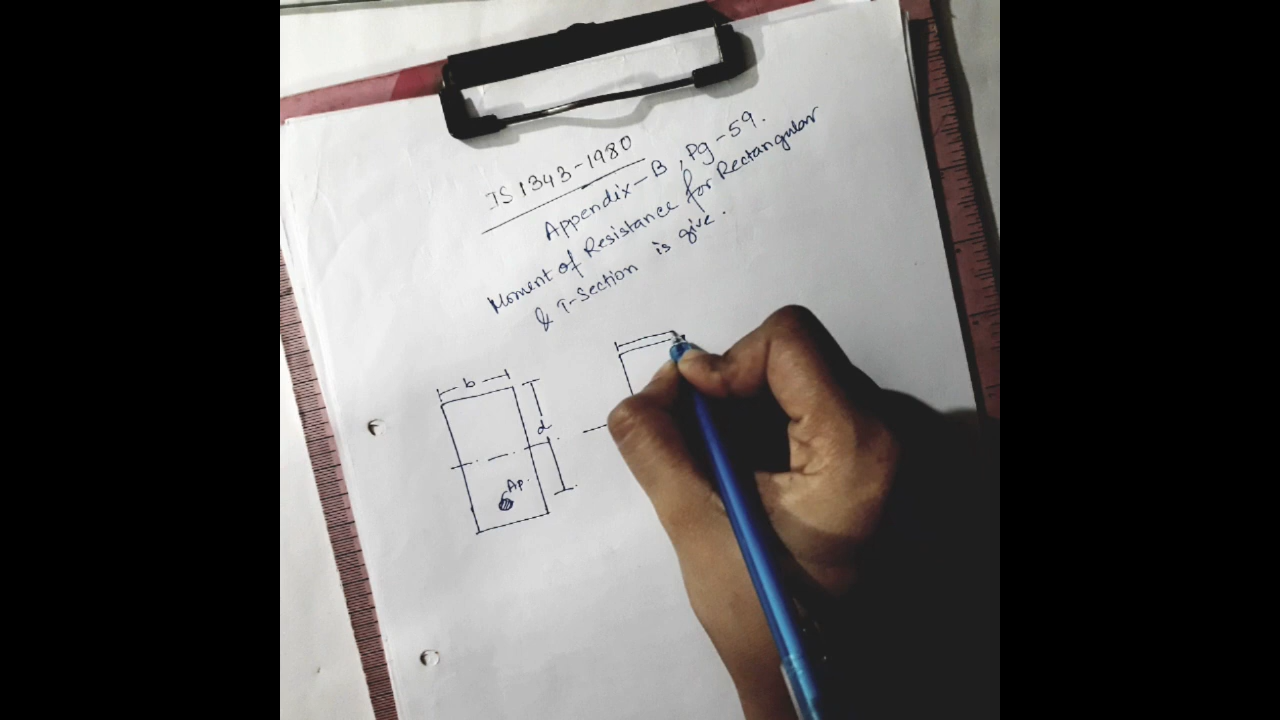 IS 1343-1980
Appendix-B, Pg-59.
Moment of Resistance for Rectangular
& T-Section is give.
b
d
Ap.